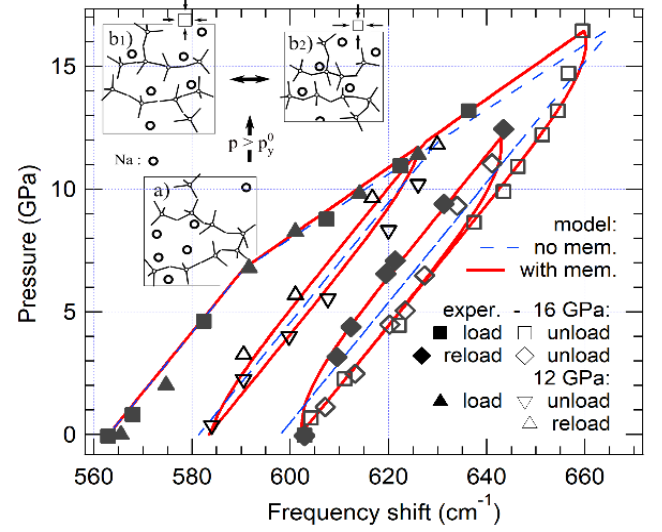 b₁)
b₂)
p > p⁰ᵧ
Na :
a)
15
10
5
0
Pressure (GPa)
560
580
600
620
640
660
Frequency shift (cm⁻¹)
model:
no mem.
with mem.
exper. - 16 GPa:
load
unload
reload
unload
12 GPa:
load
unload
reload